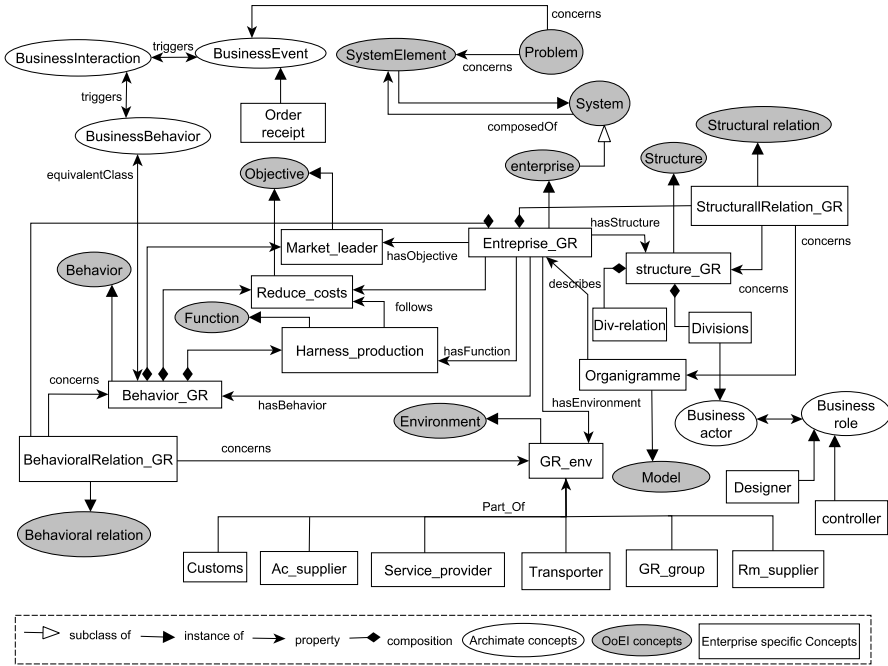 concerns
triggers
BusinessInteraction
BusinessEvent
SystemElement
Problem
concerns
triggers
Order
receipt
System
composedOf
BusinessBehavior
Structural relation
equivalentClass
Objective
enterprise
Structure
hasStructure
StructurallRelation_GR
Market_leader
hasObjective
Entreprise_GR
concerns
Behavior
structure_GR
describes
concerns
Reduce_costs
follows
Function
Div-relation
Divisions
Harness_production
hasFunction
Organigramme
concerns
Behavior_GR
hasBehavior
hasEnvironment
Environment
Business
actor
Business
role
BehavioralRelation_GR
concerns
GR_env
Model
Designer
Part_Of
controller
Behavioral relation
Customs
Ac_supplier
Service_provider
Transporter
GR_group
Rm_supplier
subclass of
instance of
property
composition
Archimate concepts
OoEI concepts
Enterprise specific Concepts